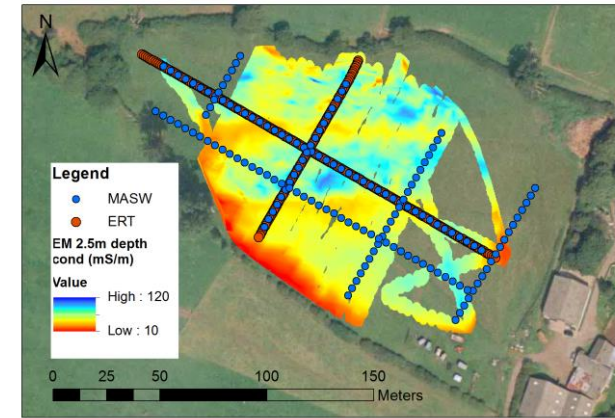 N
Legend
MASW
ERT
EM 2.5m depth
cond (mS/m)
Value
High : 120
Low : 10
0 50 100 150
Meters